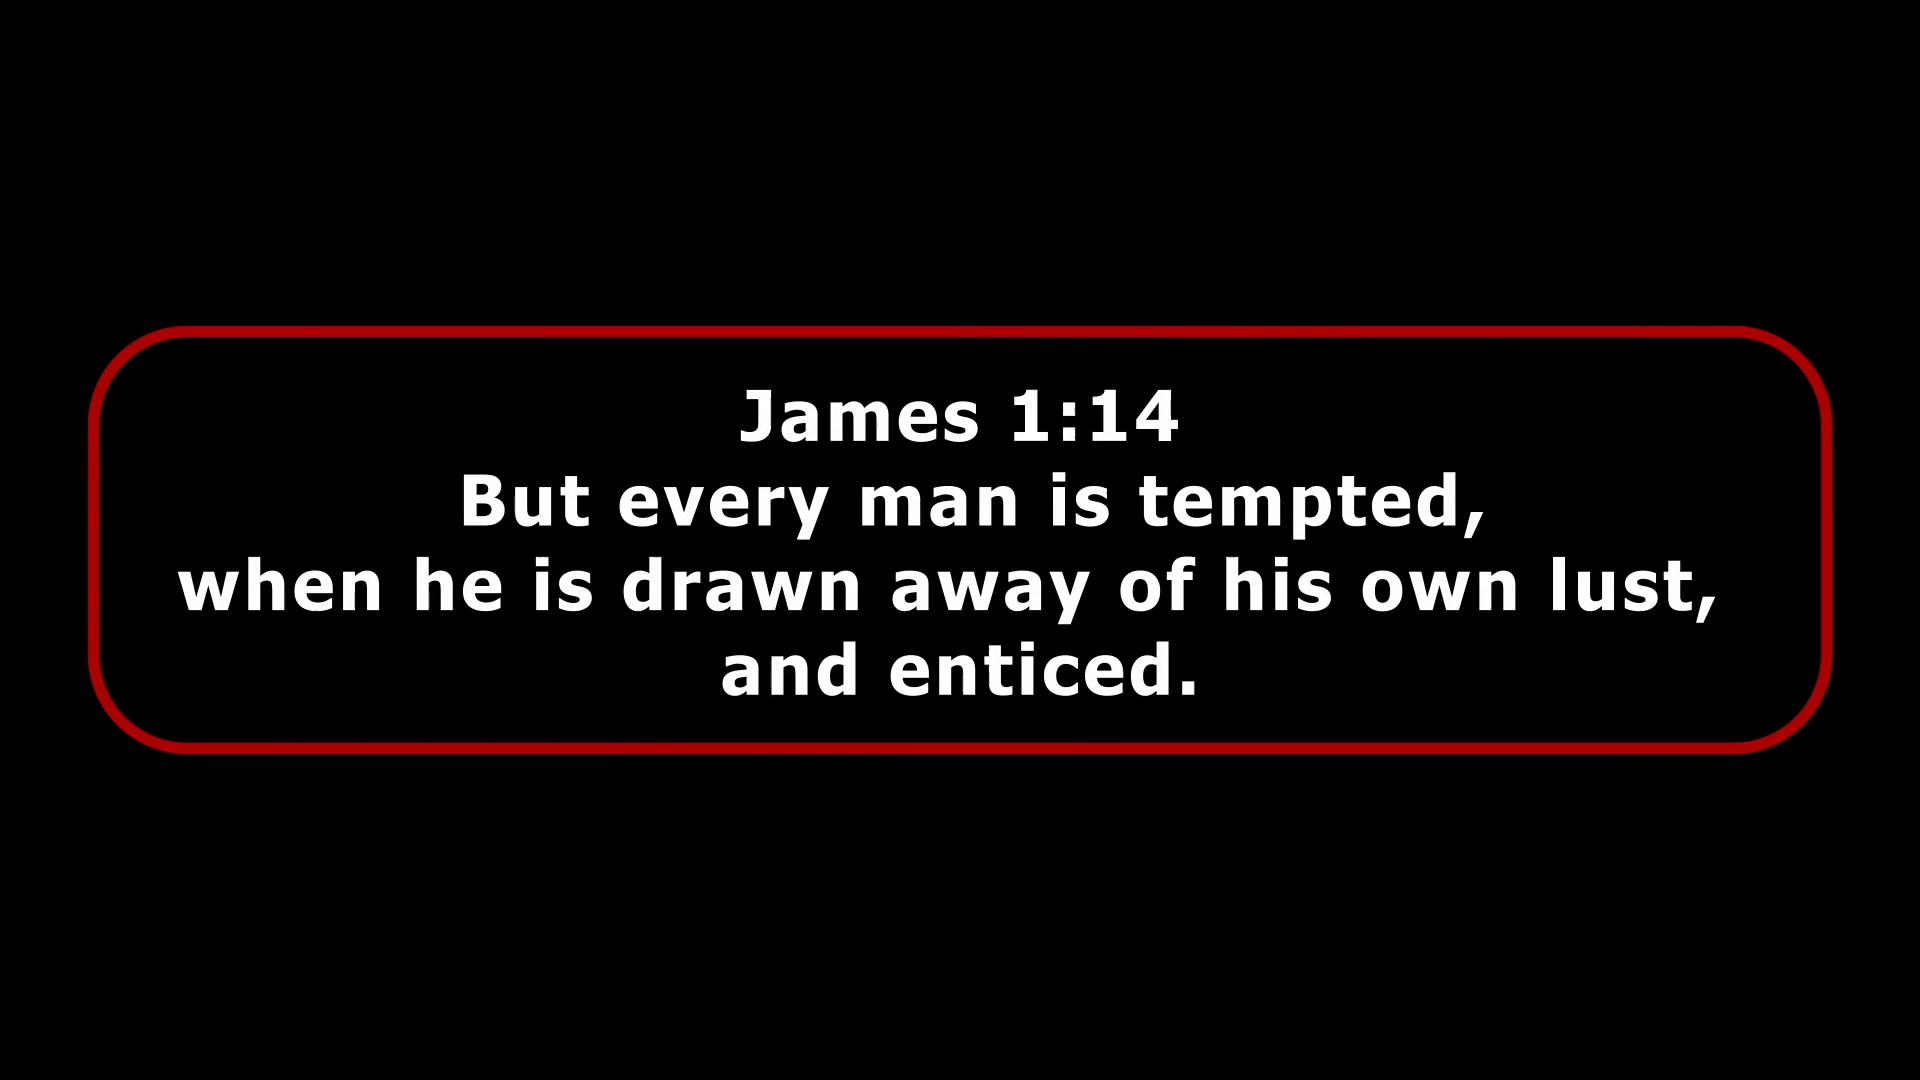 James 1:14
But every man is tempted,
when he is drawn away of his own lust,
and enticed.